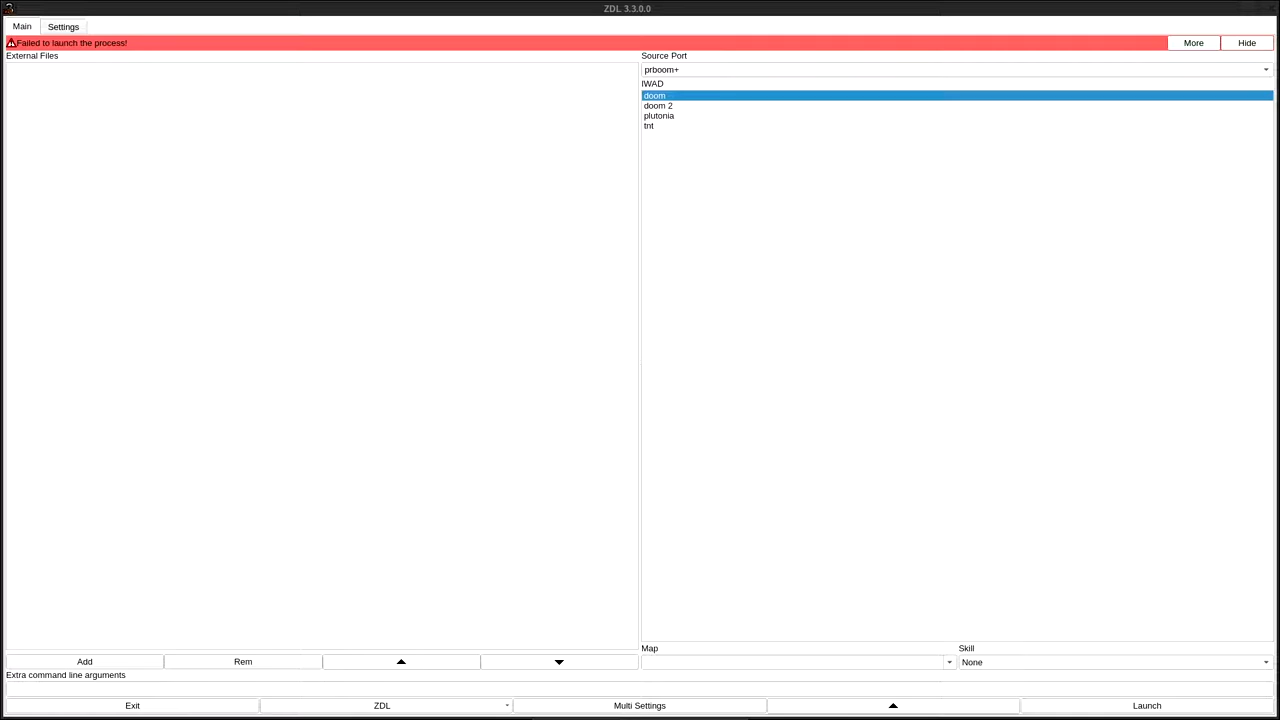 ZDL 3.3.0.0
Main
Settings
Failed to launch the process!
More
Hide
External Files
Source Port
prboom+
IWAD
doom
doom 2
plutonia
tnt
Map
Skill
Add
Rem
None
Extra command line arguments
Exit
ZDL
Multi Settings
Launch